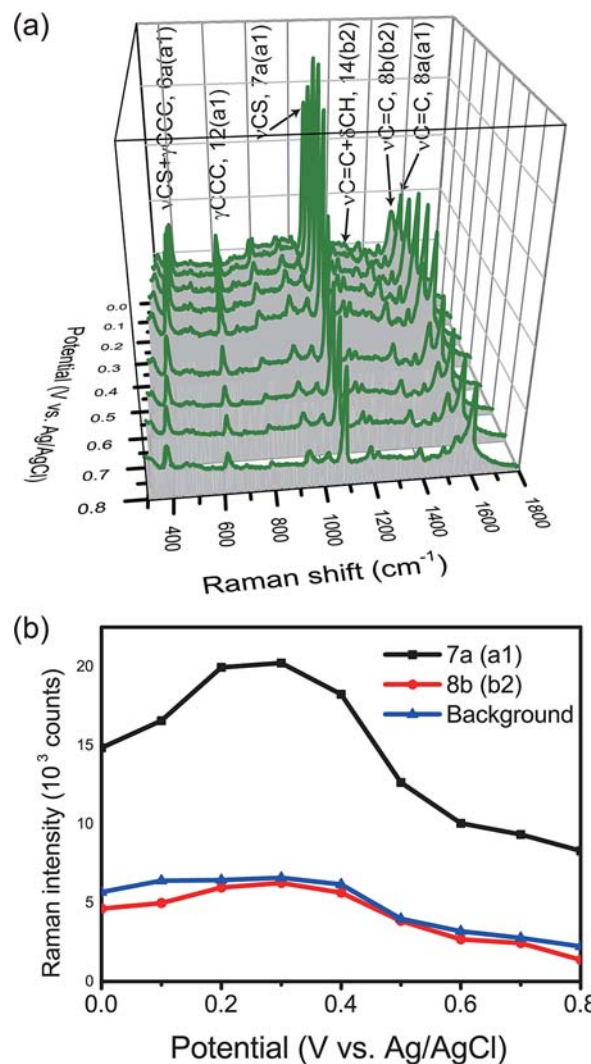 (a)
νCS+γCCC, 6a(a1)
γCCC, 12(a1)
νCS, 7a(a1)
νC=C+δCH, 14(b2)
νC=C, 8b(b2)
νC=C, 8a(a1)
0.0
0.1
0.2
0.3
0.4
0.5
0.6
0.7
0.8
Potential (V vs. Ag/AgCl)
400
600
800
1000
1200
1400
1600
1800
Raman shift (cm⁻¹)
(b)
20
15
10
5
0
Raman intensity (10³ counts)
7a (a1)
8b (b2)
Background
0.0 0.2 0.4 0.6 0.8
Potential (V vs. Ag/AgCl)